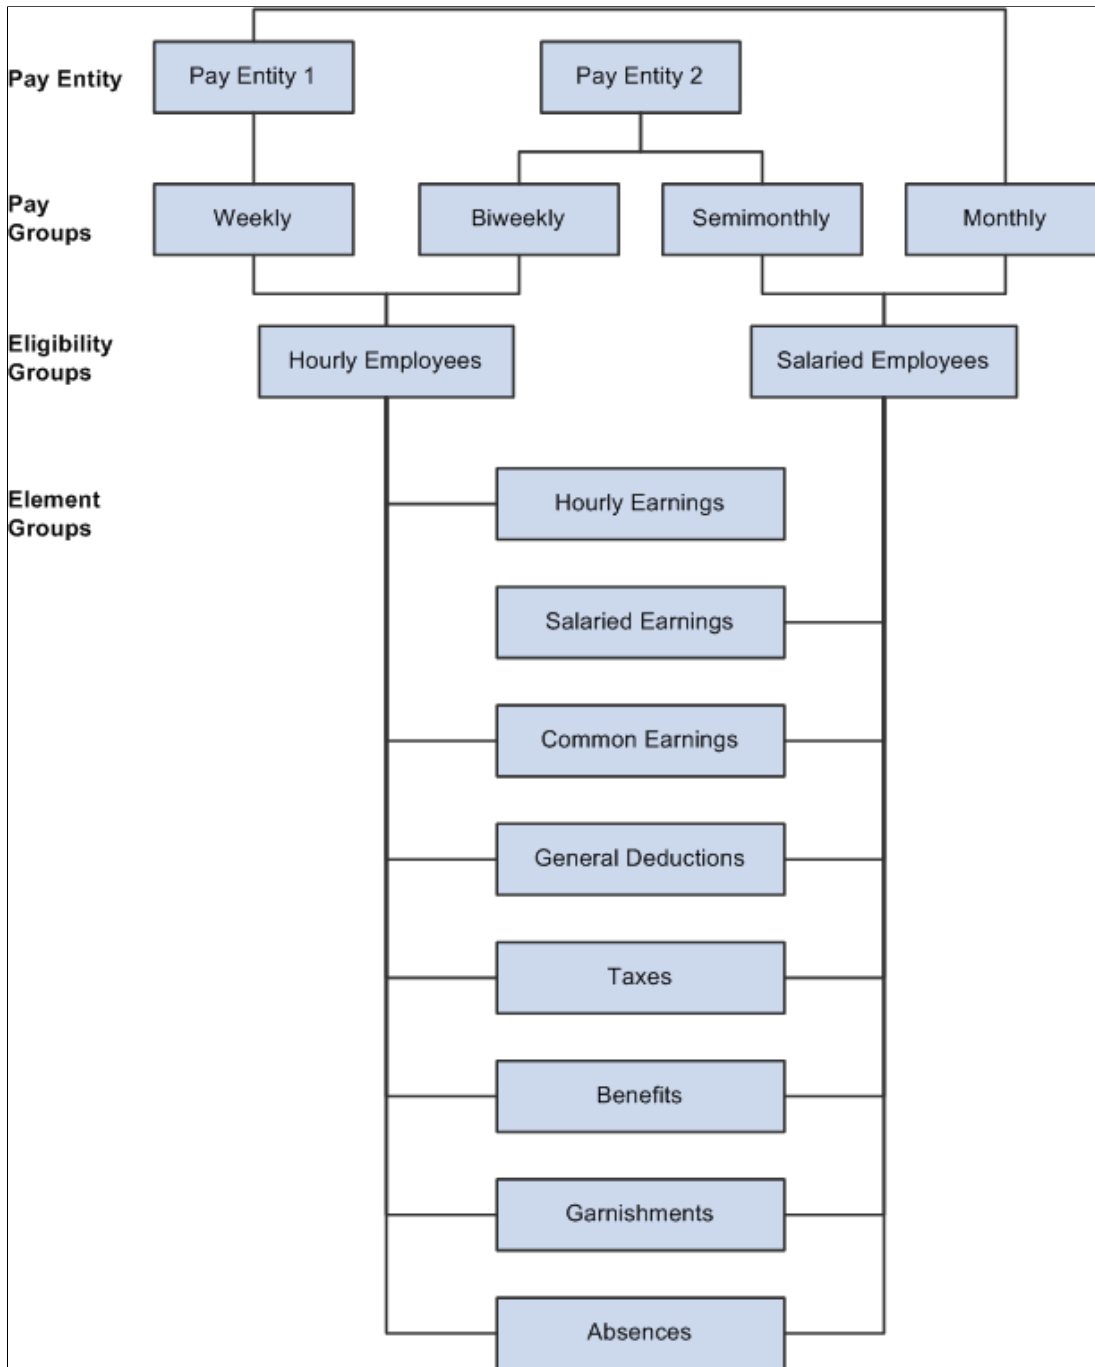 Pay Entity
Pay Entity 1
Pay Entity 2
Pay
Groups
Weekly
Biweekly
Semimonthly
Monthly
Eligibility
Groups
Hourly Employees
Salaried Employees
Element
Groups
Hourly Earnings
Salaried Earnings
Common Earnings
General Deductions
Taxes
Benefits
Garnishments
Absences